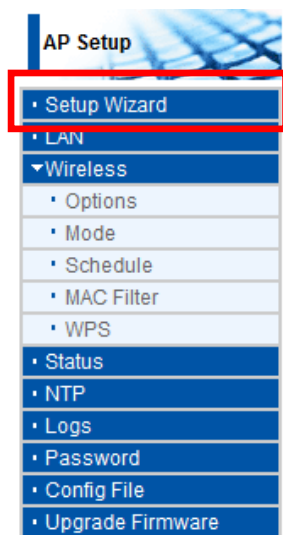 AP Setup
Setup Wizard
LAN
Wireless
Options
Mode
Schedule
MAC Filter
WPS
Status
NTP
Logs
Password
Config File
Upgrade Firmware